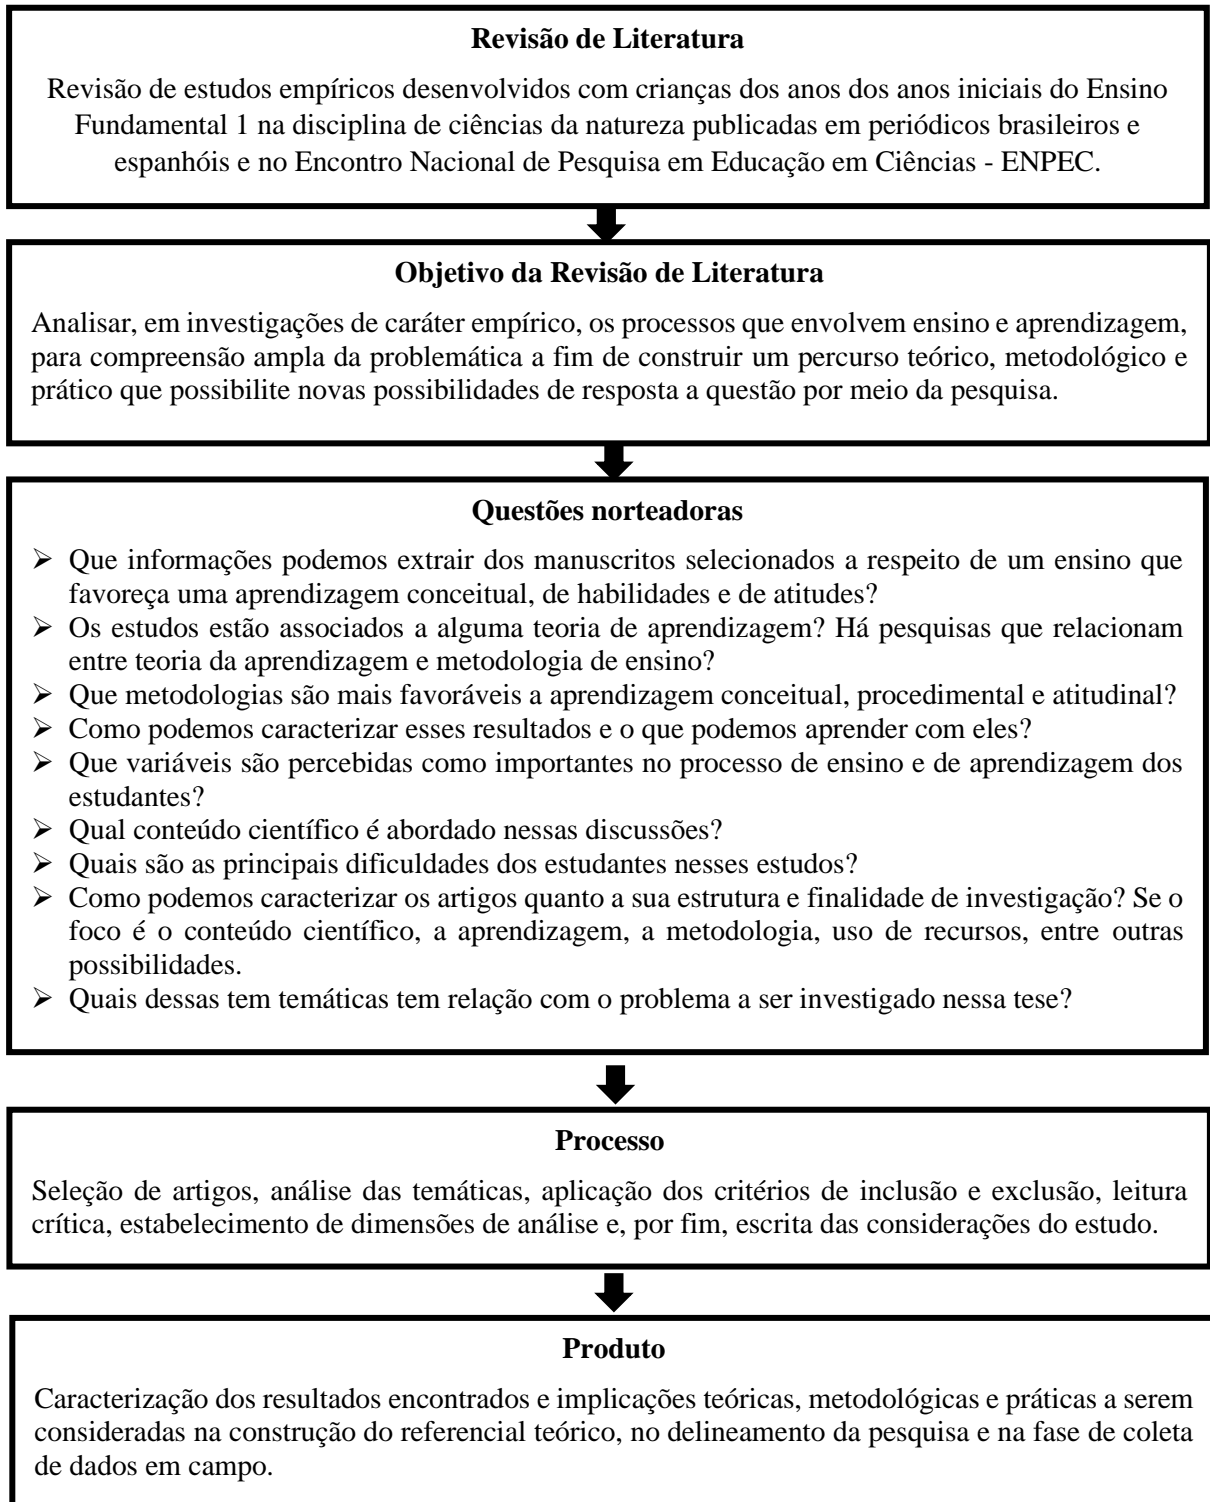 Revisão de Literatura
Revisão de estudos empíricos desenvolvidos com crianças dos anos dos anos iniciais do Ensino
Fundamental 1 na disciplina de ciências da natureza publicadas em periódicos brasileiros e
espanhóis e no Encontro Nacional de Pesquisa em Educação em Ciências - ENPEC.
Objetivo da Revisão de Literatura
Analisar, em investigações de caráter empírico, os processos que envolvem ensino e aprendizagem,
para compreensão ampla da problemática a fim de construir um percurso teórico, metodológico e
prático que possibilite novas possibilidades de resposta a questão por meio da pesquisa.
Questões norteadoras
➢ Que informações podemos extrair dos manuscritos selecionados a respeito de um ensino que
favoreça uma aprendizagem conceitual, de habilidades e de atitudes?
➢ Os estudos estão associados a alguma teoria de aprendizagem? Há pesquisas que relacionam
entre teoria da aprendizagem e metodologia de ensino?
➢ Que metodologias são mais favoráveis a aprendizagem conceitual, procedimental e atitudinal?
➢ Como podemos caracterizar esses resultados e o que podemos aprender com eles?
➢ Que variáveis são percebidas como importantes no processo de ensino e de aprendizagem dos
estudantes?
➢ Qual conteúdo científico é abordado nessas discussões?
➢ Quais são as principais dificuldades dos estudantes nesses estudos?
➢ Como podemos caracterizar os artigos quanto a sua estrutura e finalidade de investigação? Se o
foco é o conteúdo científico, a aprendizagem, a metodologia, uso de recursos, entre outras
possibilidades.
➢ Quais dessas tem temáticas tem relação com o problema a ser investigado nessa tese?
Processo
Seleção de artigos, análise das temáticas, aplicação dos critérios de inclusão e exclusão, leitura
crítica, estabelecimento de dimensões de análise e, por fim, escrita das considerações do estudo.
Produto
Caracterização dos resultados encontrados e implicações teóricas, metodológicas e práticas a serem
consideradas na construção do referencial teórico, no delineamento da pesquisa e na fase de coleta
de dados em campo.